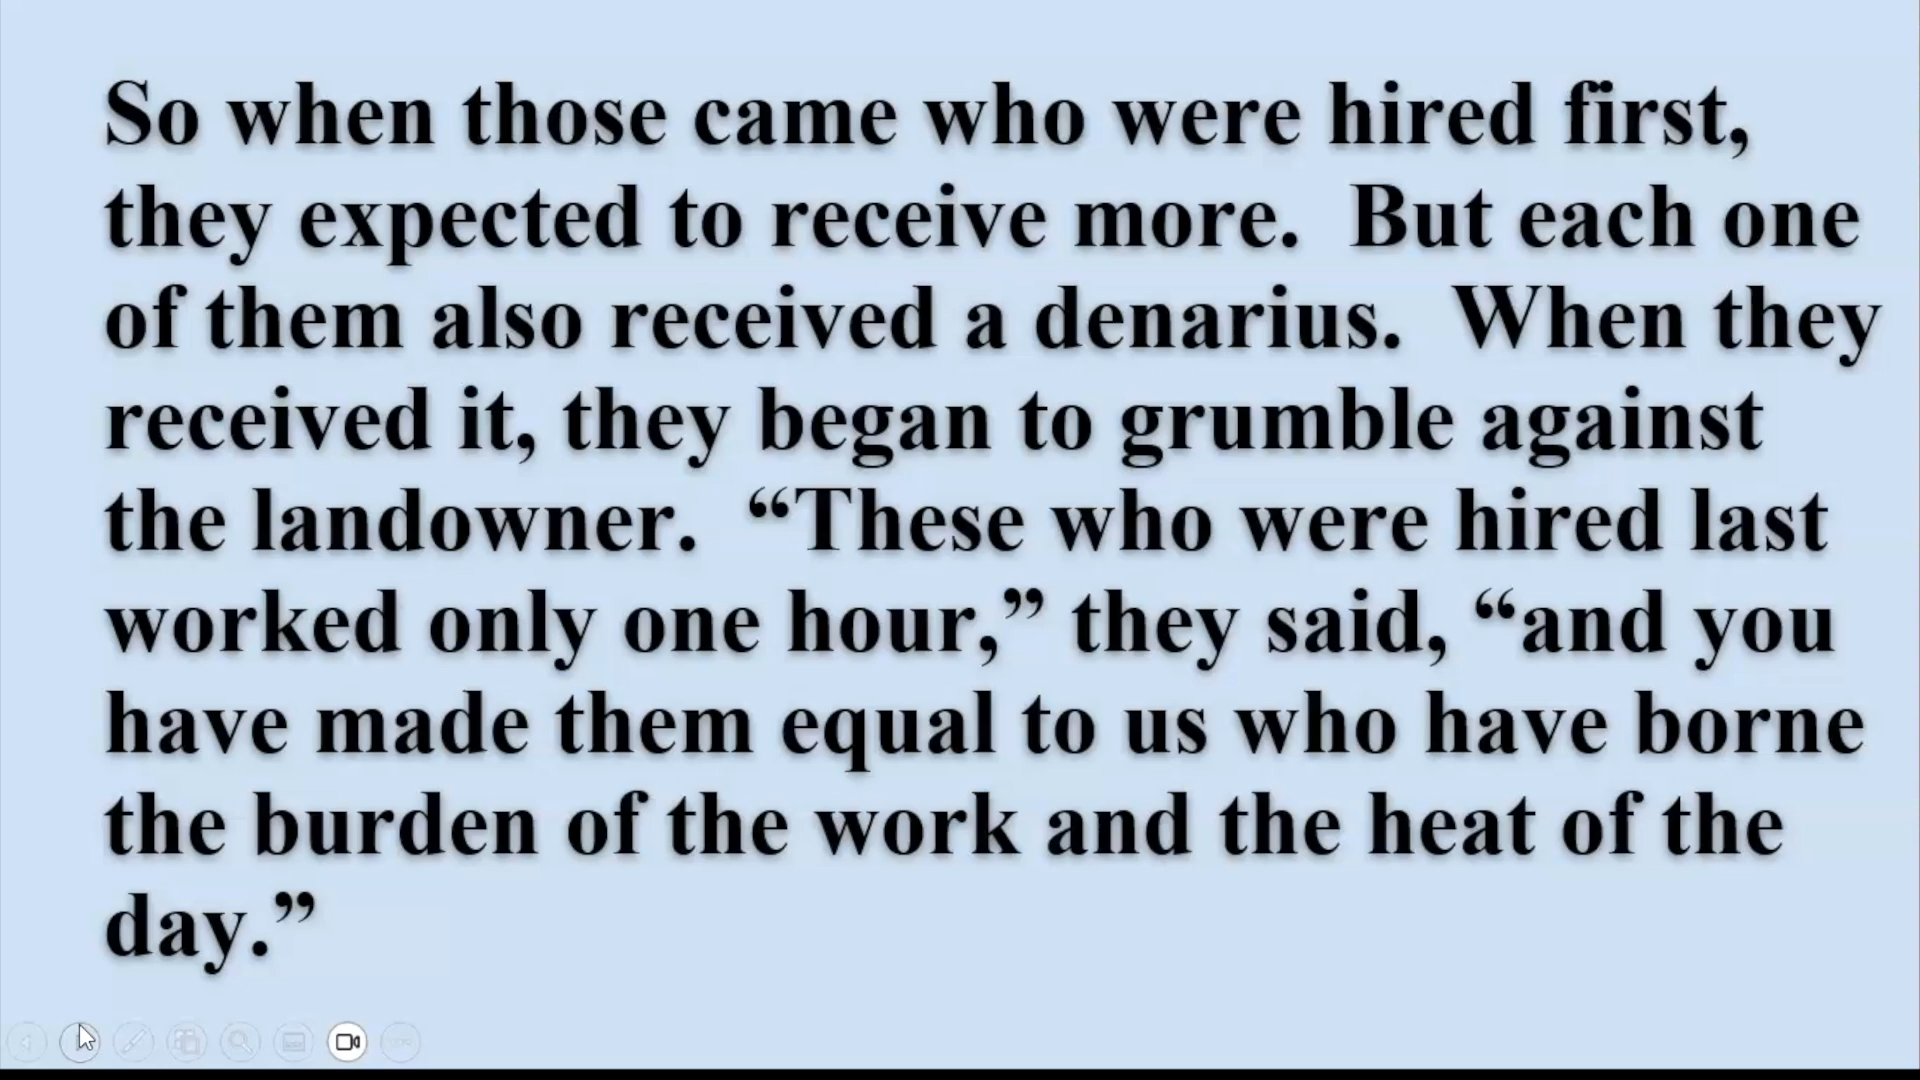 So when those came who were hired first,
they expected to receive more.  But each one
of them also received a denarius.  When they
received it, they began to grumble against
the landowner.  “These who were hired last
worked only one hour,” they said, “and you
have made them equal to us who have borne
the burden of the work and the heat of the
day.”